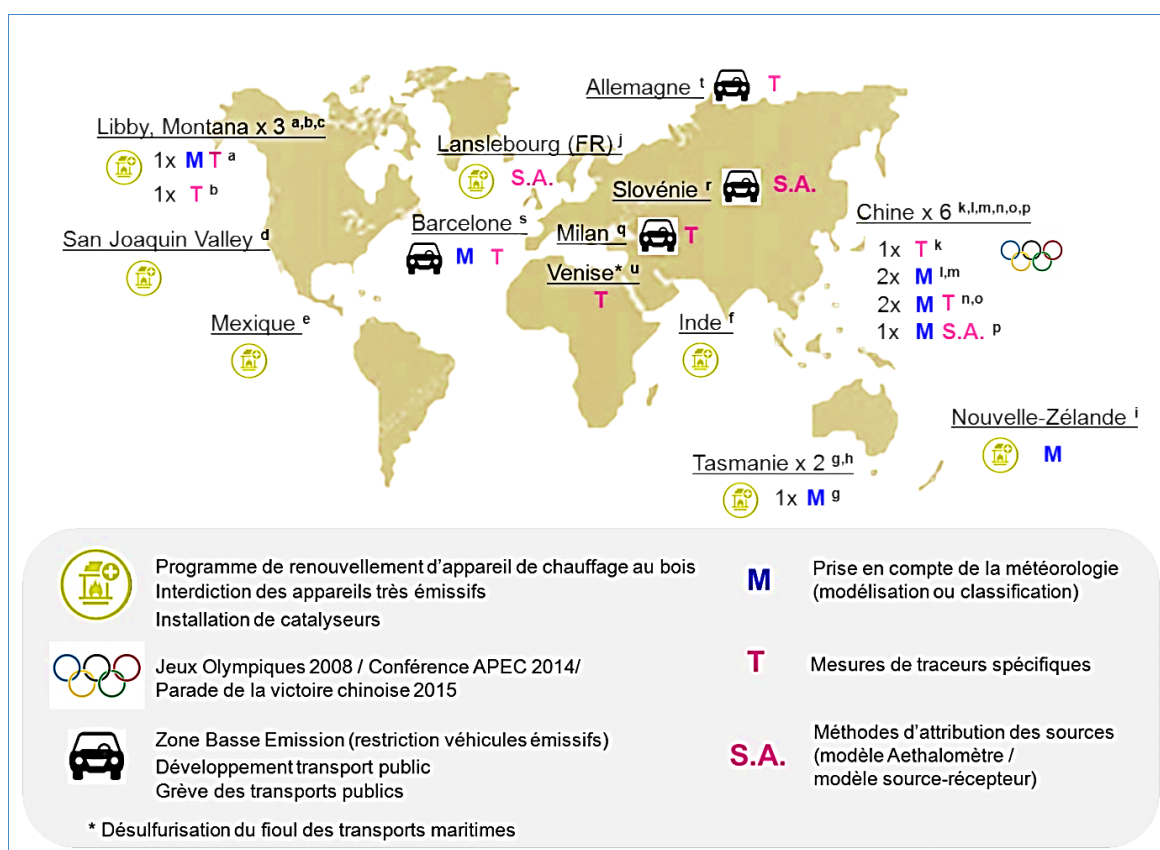 Allemagne t T
Libby, Montana x 3 a,b,c
1x M T a
1x T b
Lanslebourg (FR) j
S.A.
Slovénie r S.A.
Chine x 6 k,l,m,n,o,p
1x T k
2x M l,m
2x M T n,o
1x M S.A. p
Barcelone s
M T
Milan q T
San Joaquin Valley d
Venise* u
T
Mexique e
Inde f
Nouvelle-Zélande i
M
Tasmanie x 2 g,h
1x M g
Programme de renouvellement d'appareil de chauffage au bois
Interdiction des appareils très émissifs
Installation de catalyseurs
M Prise en compte de la météorologie
(modélisation ou classification)
Jeux Olympiques 2008 / Conférence APEC 2014/
Parade de la victoire chinoise 2015
T Mesures de traceurs spécifiques
Zone Basse Emission (restriction véhicules émissifs)
Développement transport public
Grève des transports publics
S.A. Méthodes d'attribution des sources
(modèle Aethalomètre /
modèle source-récepteur)
* Désulfurisation du fioul des transports maritimes